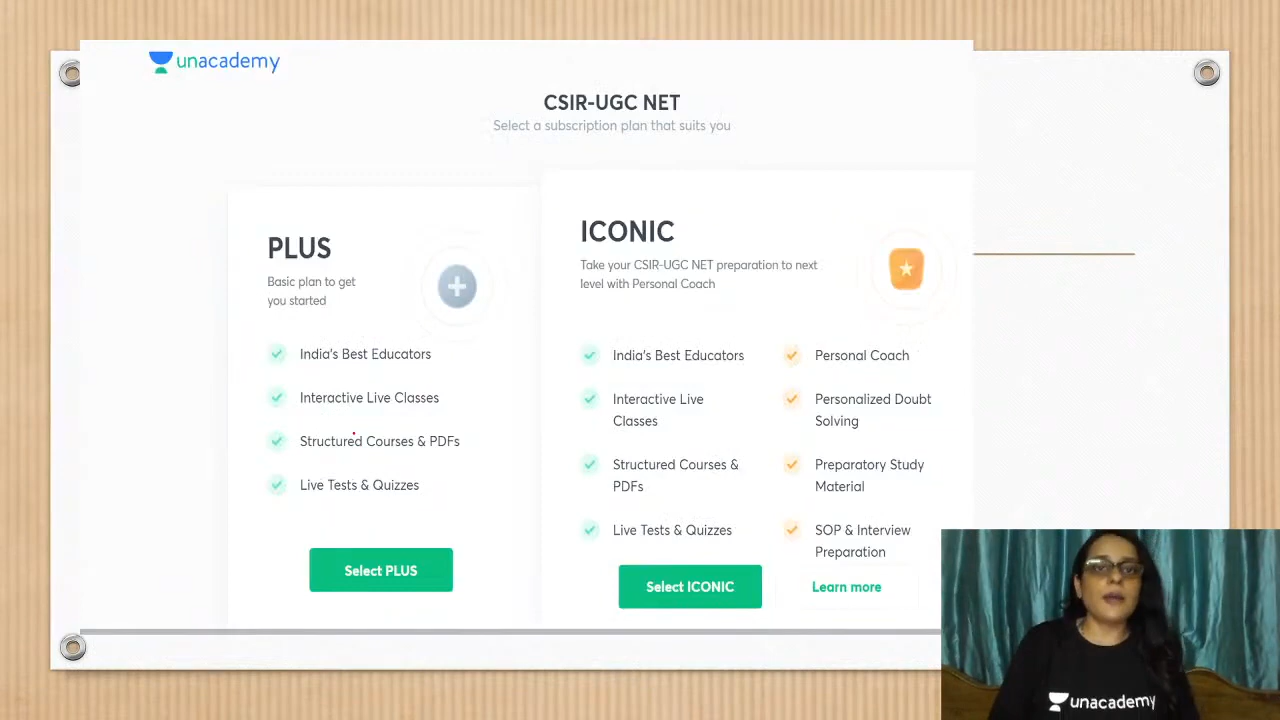 unacademy
CSIR-UGC NET
Select a subscription plan that suits you
PLUS
Basic plan to get
you started
India's Best Educators
Interactive Live Classes
Structured Courses & PDFs
Live Tests & Quizzes
Select PLUS
ICONIC
Take your CSIR-UGC NET preparation to next
level with Personal Coach
India's Best Educators
Interactive Live
Classes
Structured Courses &
PDFs
Live Tests & Quizzes
Personal Coach
Personalized Doubt
Solving
Preparatory Study
Material
SOP & Interview
Preparation
Select ICONIC
Learn more
unacademy